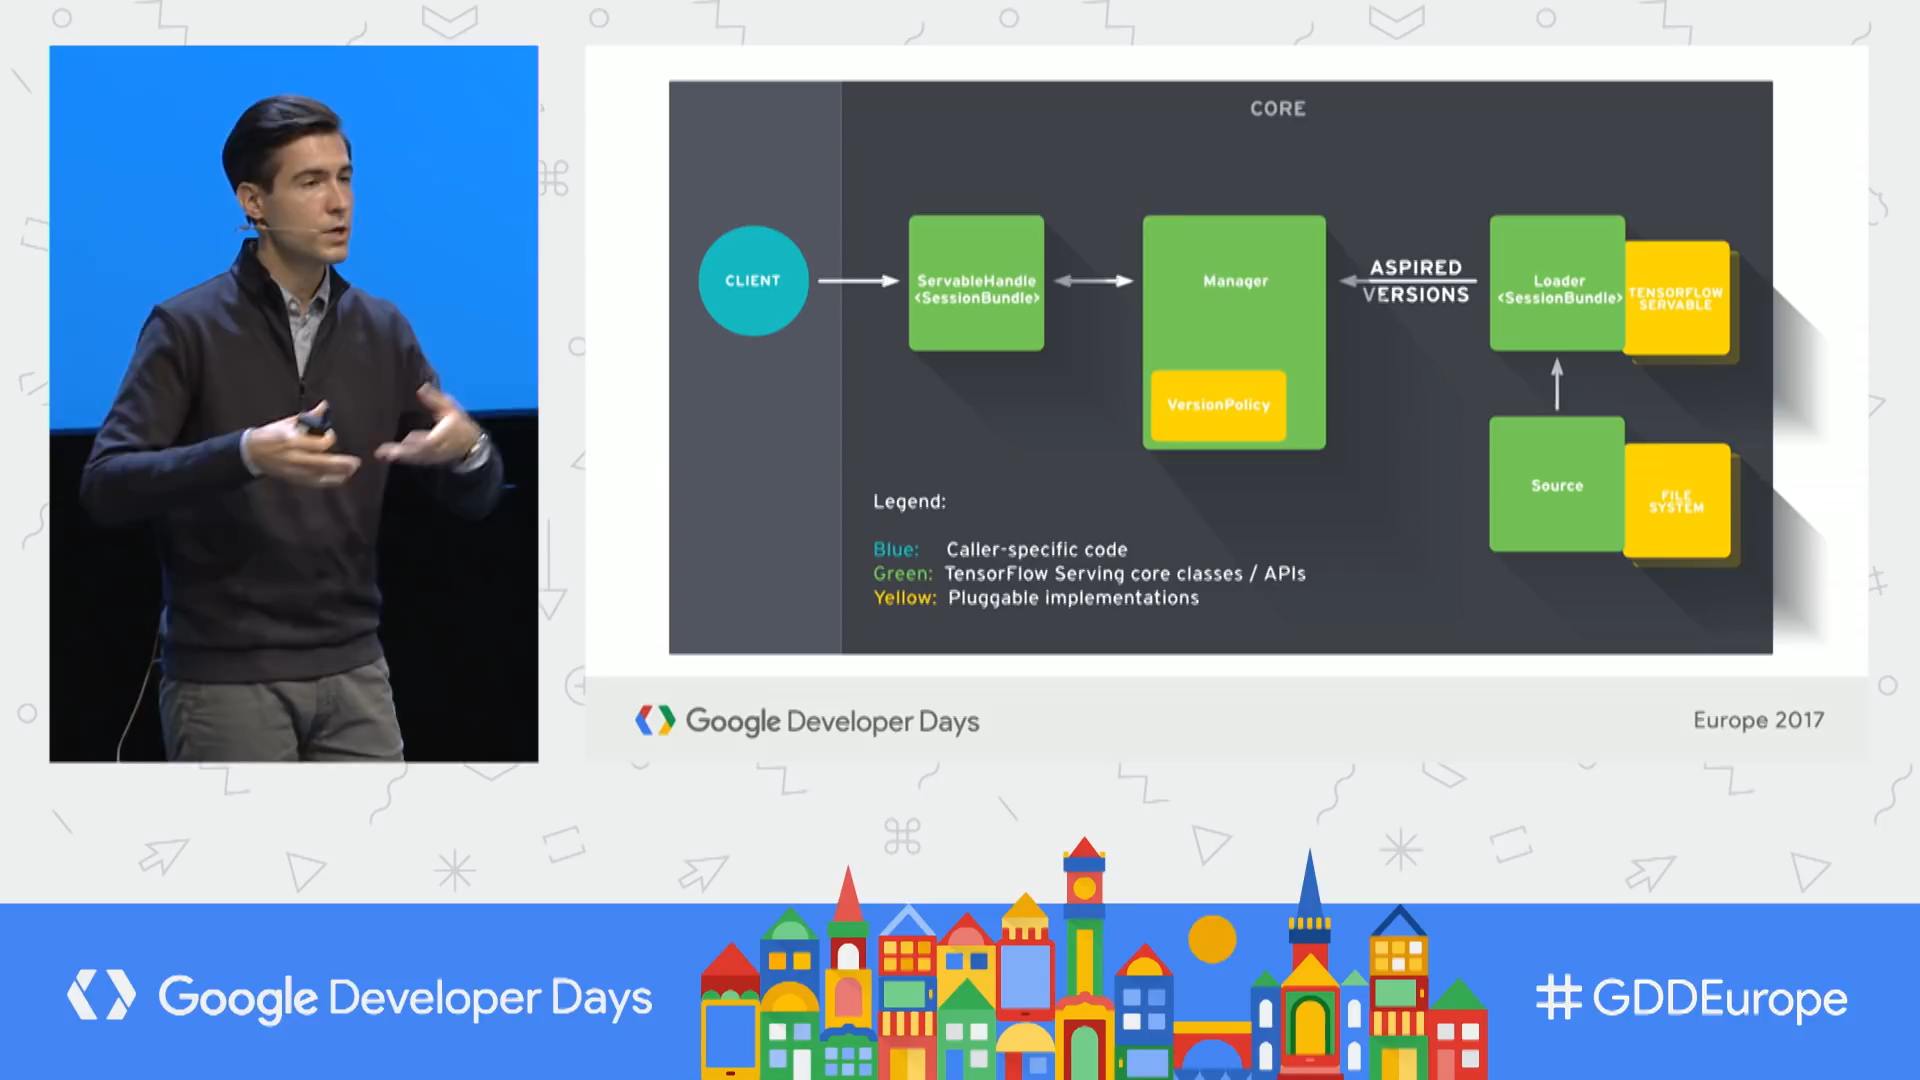 CORE
CLIENT
ServableHandle
<SessionBundle>
Manager
VersionPolicy
ASPIRED
VERSIONS
Loader
<SessionBundle>
TENSORFLOW
SERVABLE
Source
FILE
SYSTEM
Legend:
Blue: Caller-specific code
Green: TensorFlow Serving core classes / APIs
Yellow: Pluggable implementations
Google Developer Days
Europe 2017
Google Developer Days
#GDDEurope